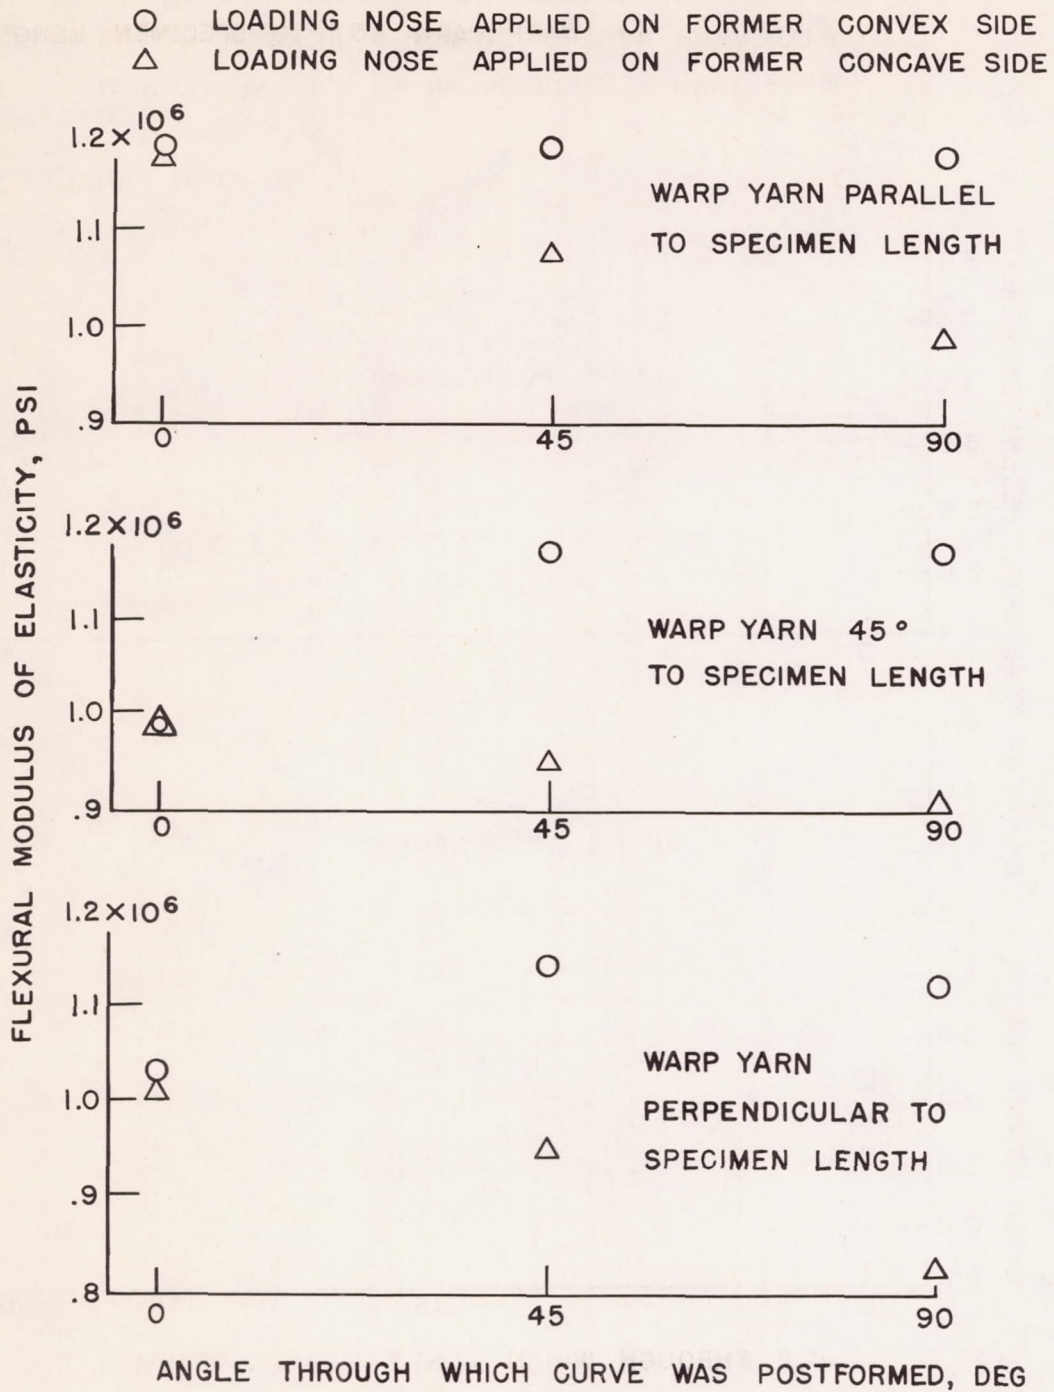 LOADING NOSE APPLIED ON FORMER CONVEX SIDE
LOADING NOSE APPLIED ON FORMER CONCAVE SIDE
1.2×10⁶
1.1
WARP YARN PARALLEL
TO SPECIMEN LENGTH
1.0
.9
0 45 90
1.2×10⁶
1.1
WARP YARN 45°
TO SPECIMEN LENGTH
1.0
.9
0 45 90
FLEXURAL MODULUS OF ELASTICITY, PSI
1.2×10⁶
1.1
WARP YARN
PERPENDICULAR TO
SPECIMEN LENGTH
1.0
.9
.8
0 45 90
ANGLE THROUGH WHICH CURVE WAS POSTFORMED, DEG